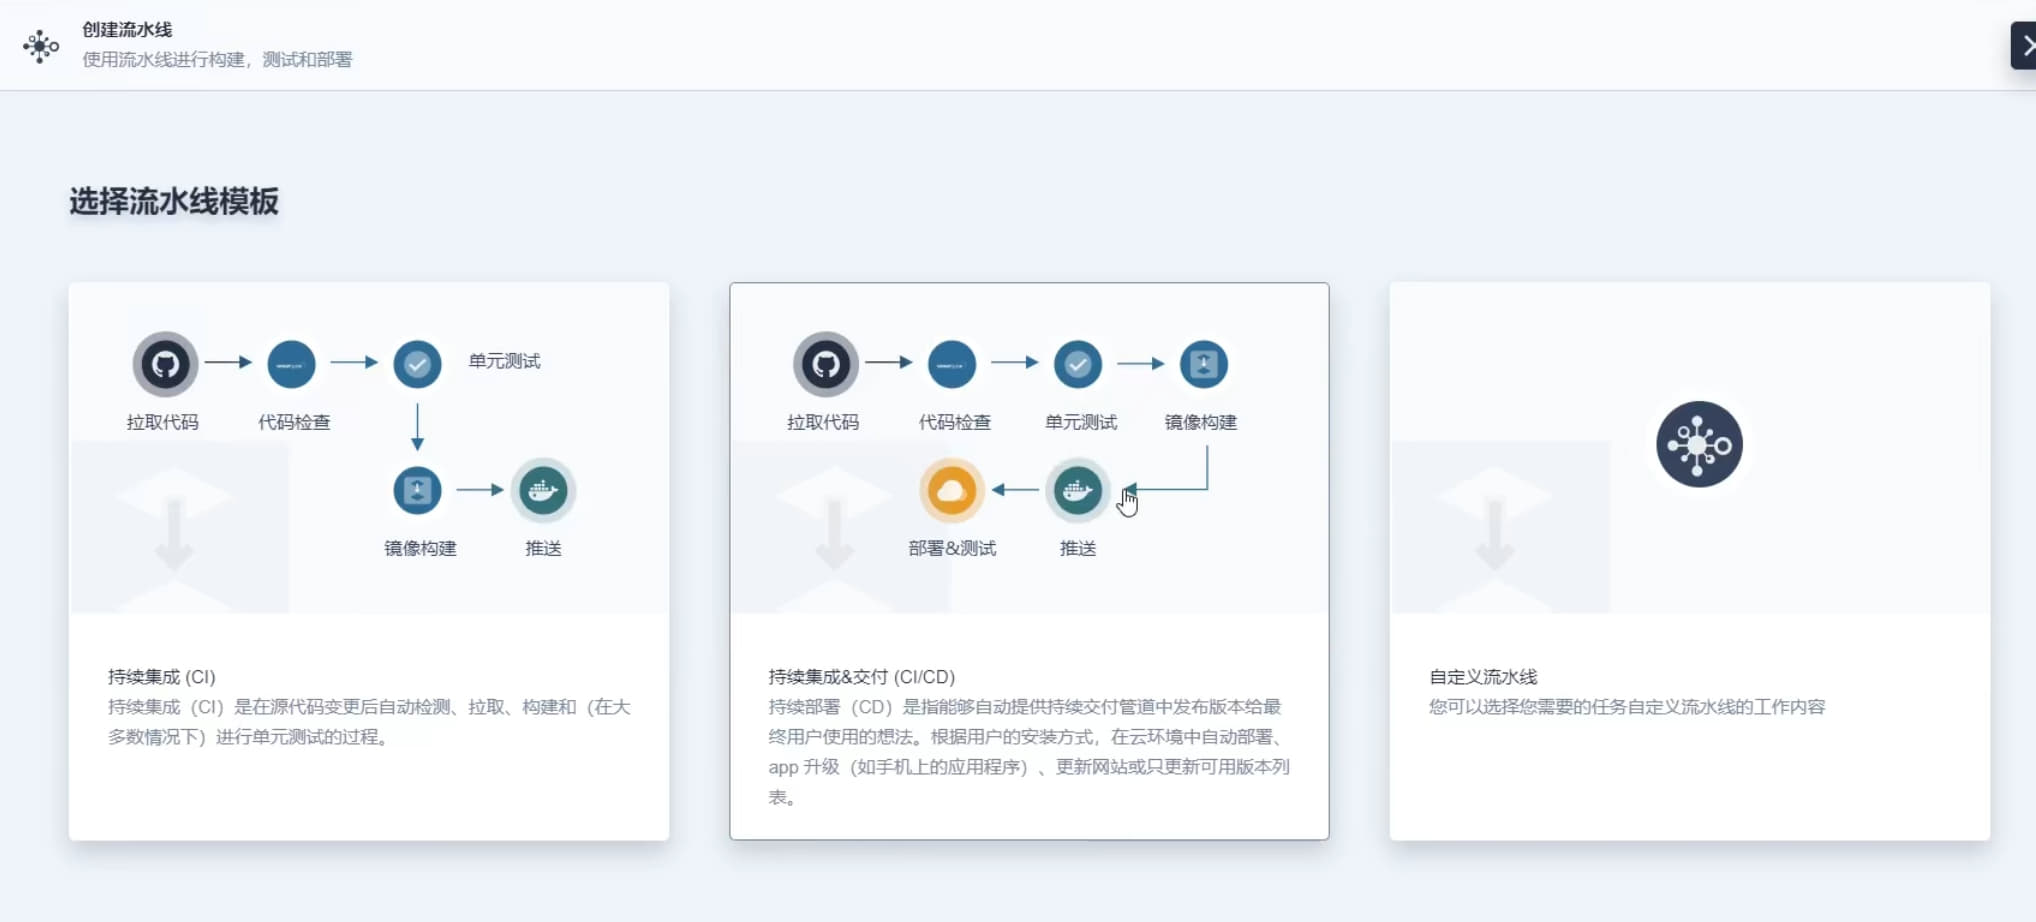 创建流水线
使用流水线进行构建，测试和部署
选择流水线模板
单元测试
拉取代码
代码检查
镜像构建
推送
持续集成 (CI)
持续集成（CI）是在源代码变更后自动检测、拉取、构建和（在大
多数情况下）进行单元测试的过程。
拉取代码
代码检查
单元测试
镜像构建
部署&测试
推送
持续集成&交付 (CI/CD)
持续部署（CD）是指能够自动提供持续交付管道中发布版本给最
终用户使用的想法。根据用户的安装方式，在云环境中自动部署、
app 升级（如手机上的应用程序）、更新网站或只更新可用版本列
表。
自定义流水线
您可以选择您需要的任务自定义流水线的工作内容